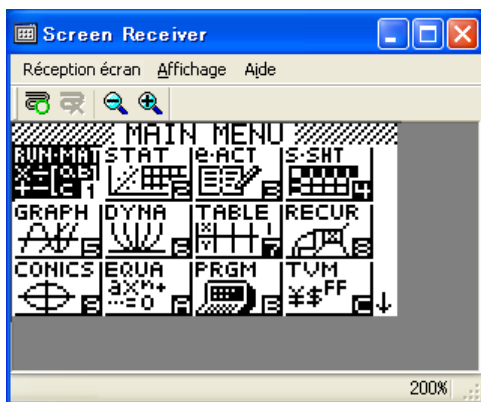 Screen Receiver
Réception écran Affichage Aide
MAIN MENU
RUN-MAT STAT e-ACT S-SHT
GRAPH DYNA TABLE RECUR
CONICS EQUA PRGM TVM
200%